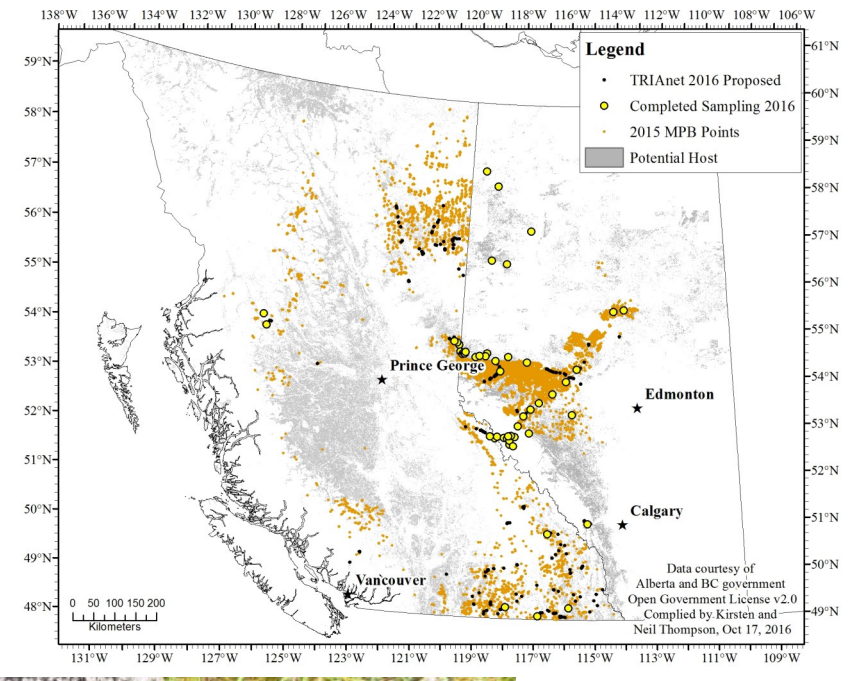 138°W 136°W 134°W 132°W 130°W 128°W 126°W 124°W 122°W 120°W 118°W 116°W 114°W 112°W 110°W 108°W 106°W
Legend
TRIAnet 2016 Proposed
Completed Sampling 2016
2015 MPB Points
Potential Host
59°N
58°N
57°N
56°N
55°N
54°N
53°N
52°N
51°N
50°N
49°N
48°N
61°N
60°N
59°N
58°N
57°N
56°N
55°N
54°N
53°N
52°N
51°N
50°N
49°N
Prince George
Edmonton
Calgary
Vancouver
Data courtesy of
Alberta and BC government
Open Government License v2.0
Complied by Kirsten and
Neil Thompson, Oct 17, 2016
0 50 100 150 200
Kilometers
131°W 129°W 127°W 125°W 123°W 121°W 119°W 117°W 115°W 113°W 111°W 109°W